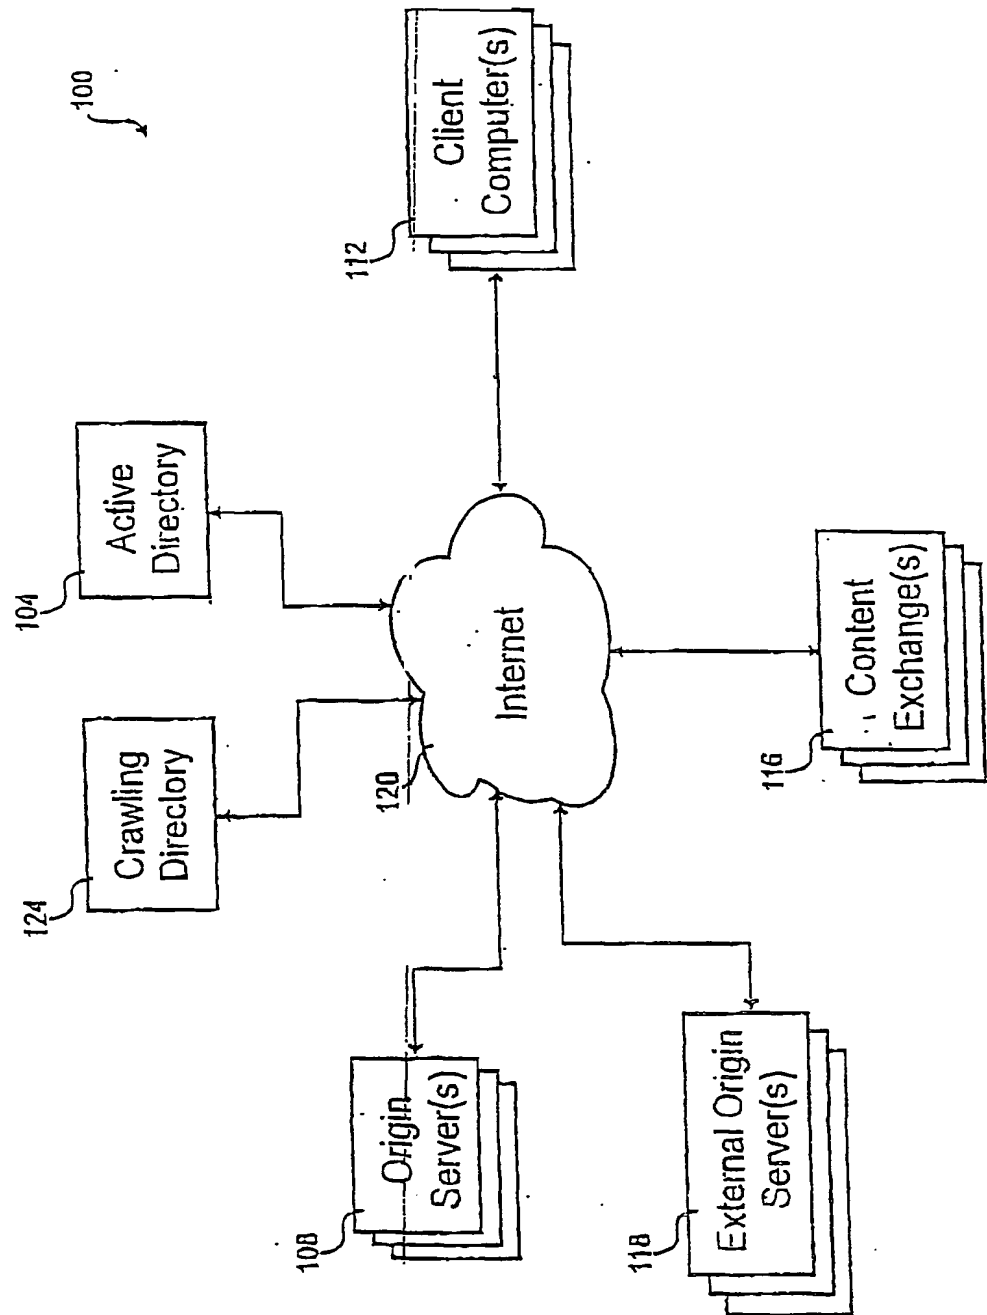 100
124
Crawling
Directory
104
Active
Directory
108
Origin
Server(s)
120
Internet
112
Client
Computer(s)
118
External Origin
Server(s)
116
Content
Exchange(s)